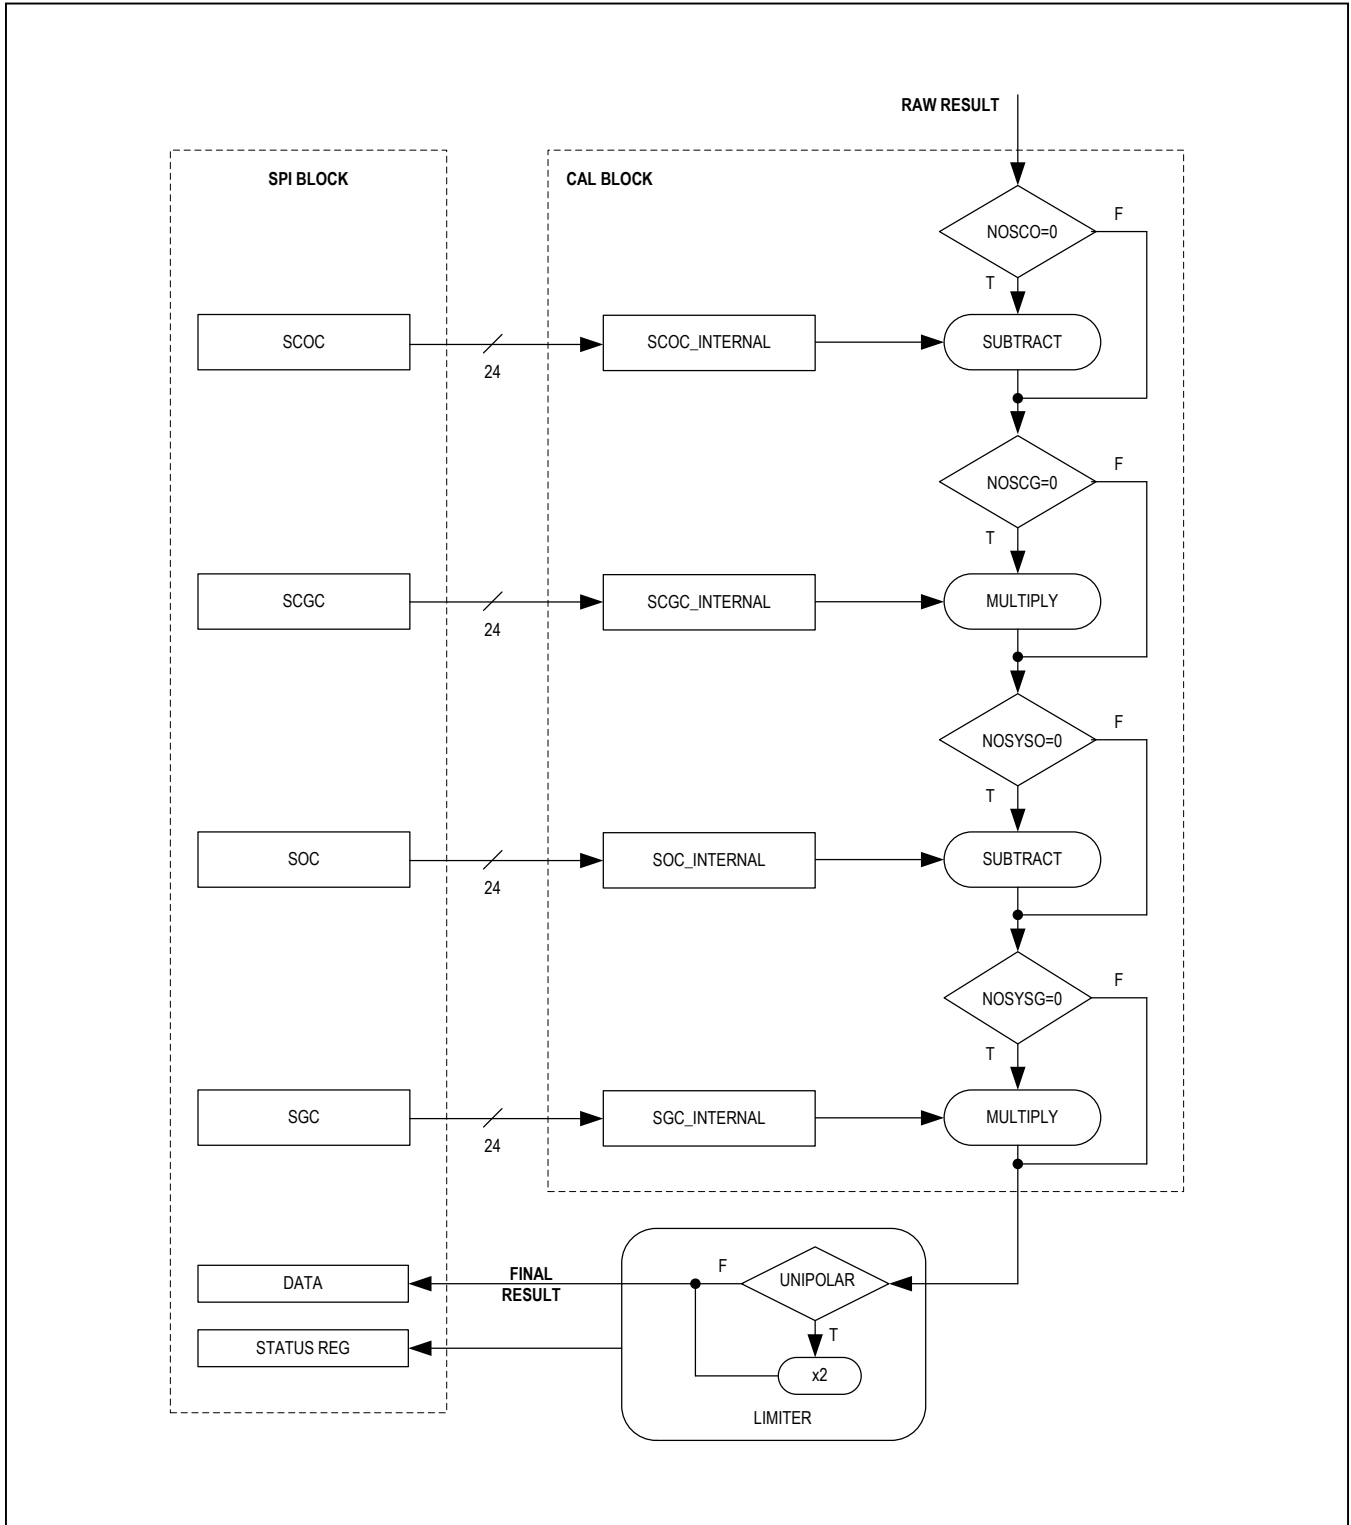 RAW RESULT
SPI BLOCK
CAL BLOCK
NOSCO=0
F
T
SCOC
24
SCOC_INTERNAL
SUBTRACT
NOSCG=0
F
T
SCGC
24
SCGC_INTERNAL
MULTIPLY
NOSYSO=0
F
T
SOC
24
SOC_INTERNAL
SUBTRACT
NOSYSG=0
F
T
SGC
24
SGC_INTERNAL
MULTIPLY
DATA
FINAL
RESULT
F
UNIPOLAR
T
STATUS REG
x2
LIMITER